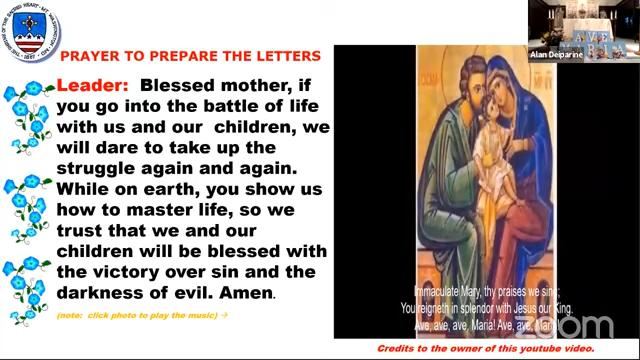 PRAYER TO PREPARE THE LETTERS
Leader: Blessed mother, if
you go into the battle of life
with us and our children, we
will dare to take up the
struggle again and again.
While on earth, you show us
how to master life, so we
trust that we and our
children will be blessed with
the victory over sin and the
darkness of evil. Amen.
(note: click photo to play the music) →
Immaculate Mary, thy praises we sing;
You reigneth in splendor with Jesus our King.
Ave, ave, ave, Maria! Ave, ave, Maria!
zoom
Credits to the owner of this youtube video.
AVE
Alan Deiparine